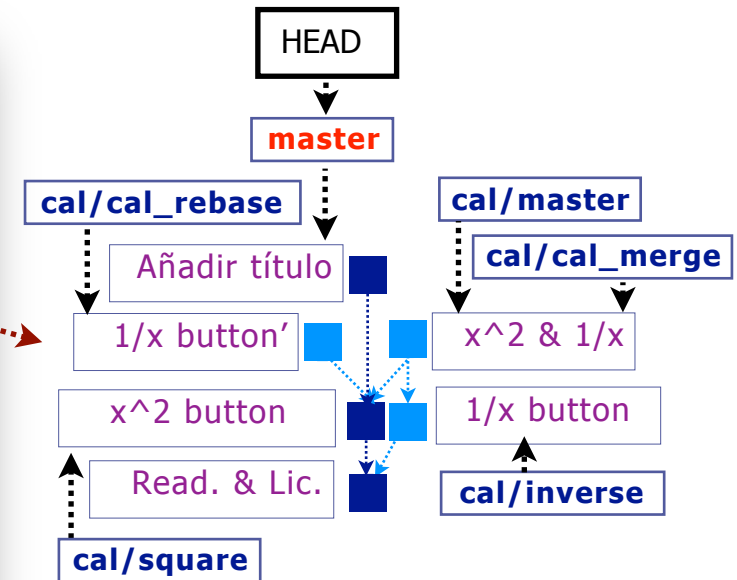 HEAD
master
cal/cal_rebase
cal/master
cal/cal_merge
Añadir título
1/x button’
x^2 & 1/x
x^2 button
1/x button
Read. & Lic.
cal/inverse
cal/square